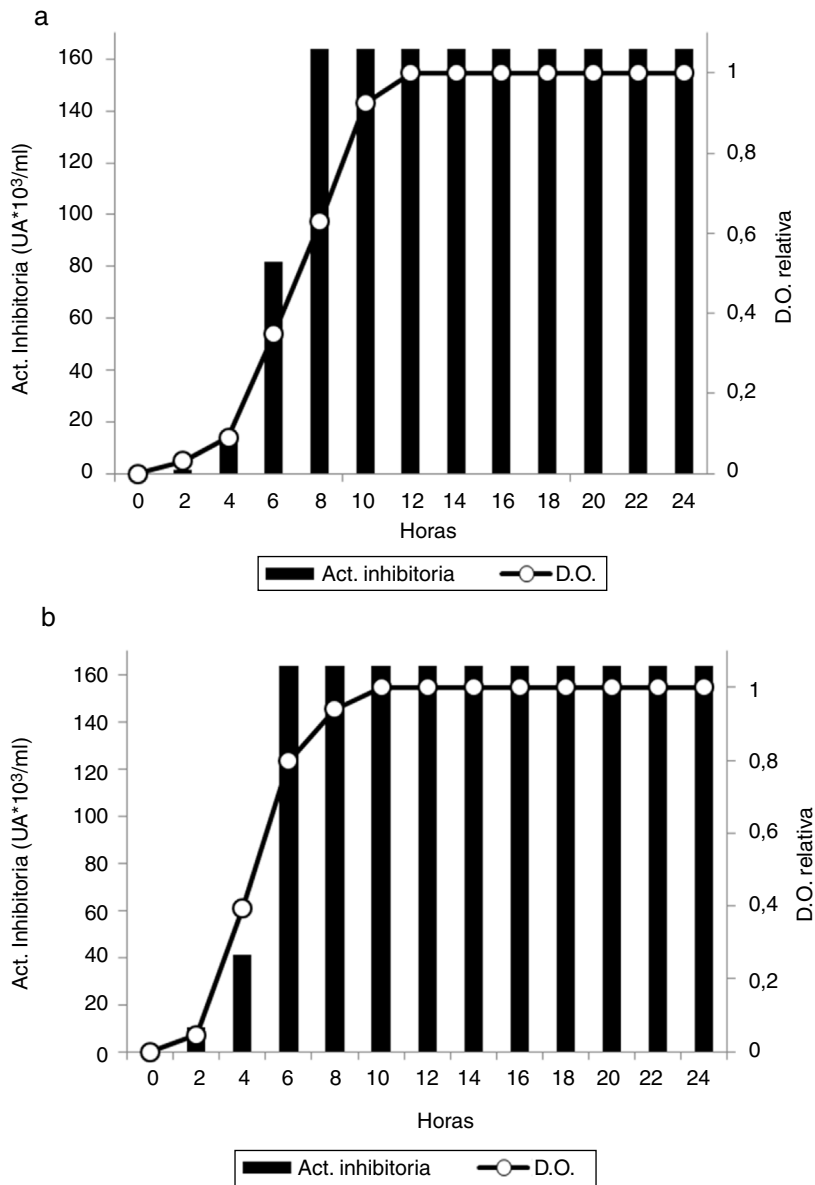 a
Act. Inhibitoria (UA*10³/ml)
160
140
120
100
80
60
40
20
0
1
0,8
0,6
0,4
0,2
0
D.O. relativa
0 2 4 6 8 10 12 14 16 18 20 22 24
Horas
Act. inhibitoria D.O.
b
Act. Inhibitoria (UA*10³/ml)
160
140
120
100
80
60
40
20
0
1
0,8
0,6
0,4
0,2
0
D.O. relativa
0 2 4 6 8 10 12 14 16 18 20 22 24
Horas
Act. inhibitoria D.O.